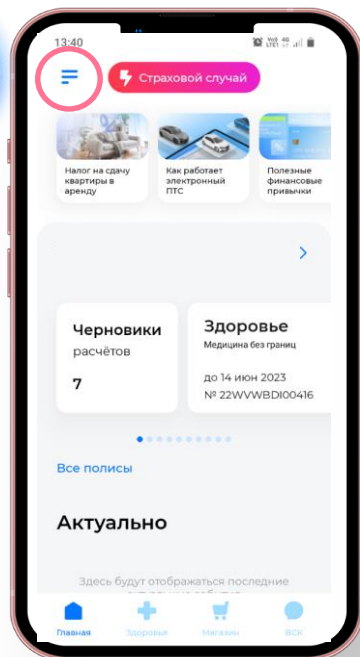 13:40
Страховой случай
Налог на сдачу
квартиры в
аренду
Как работает
электронный
ПТС
Полезные
финансовые
привычки
Черновики
расчётов
7
Здоровье
Медицина без границ
до 14 июн 2023
№ 22WVWBDI00416
Все полисы
Актуально
Здесь будут отображаться последние
Главная
Здоровье
Магазин
ВСК